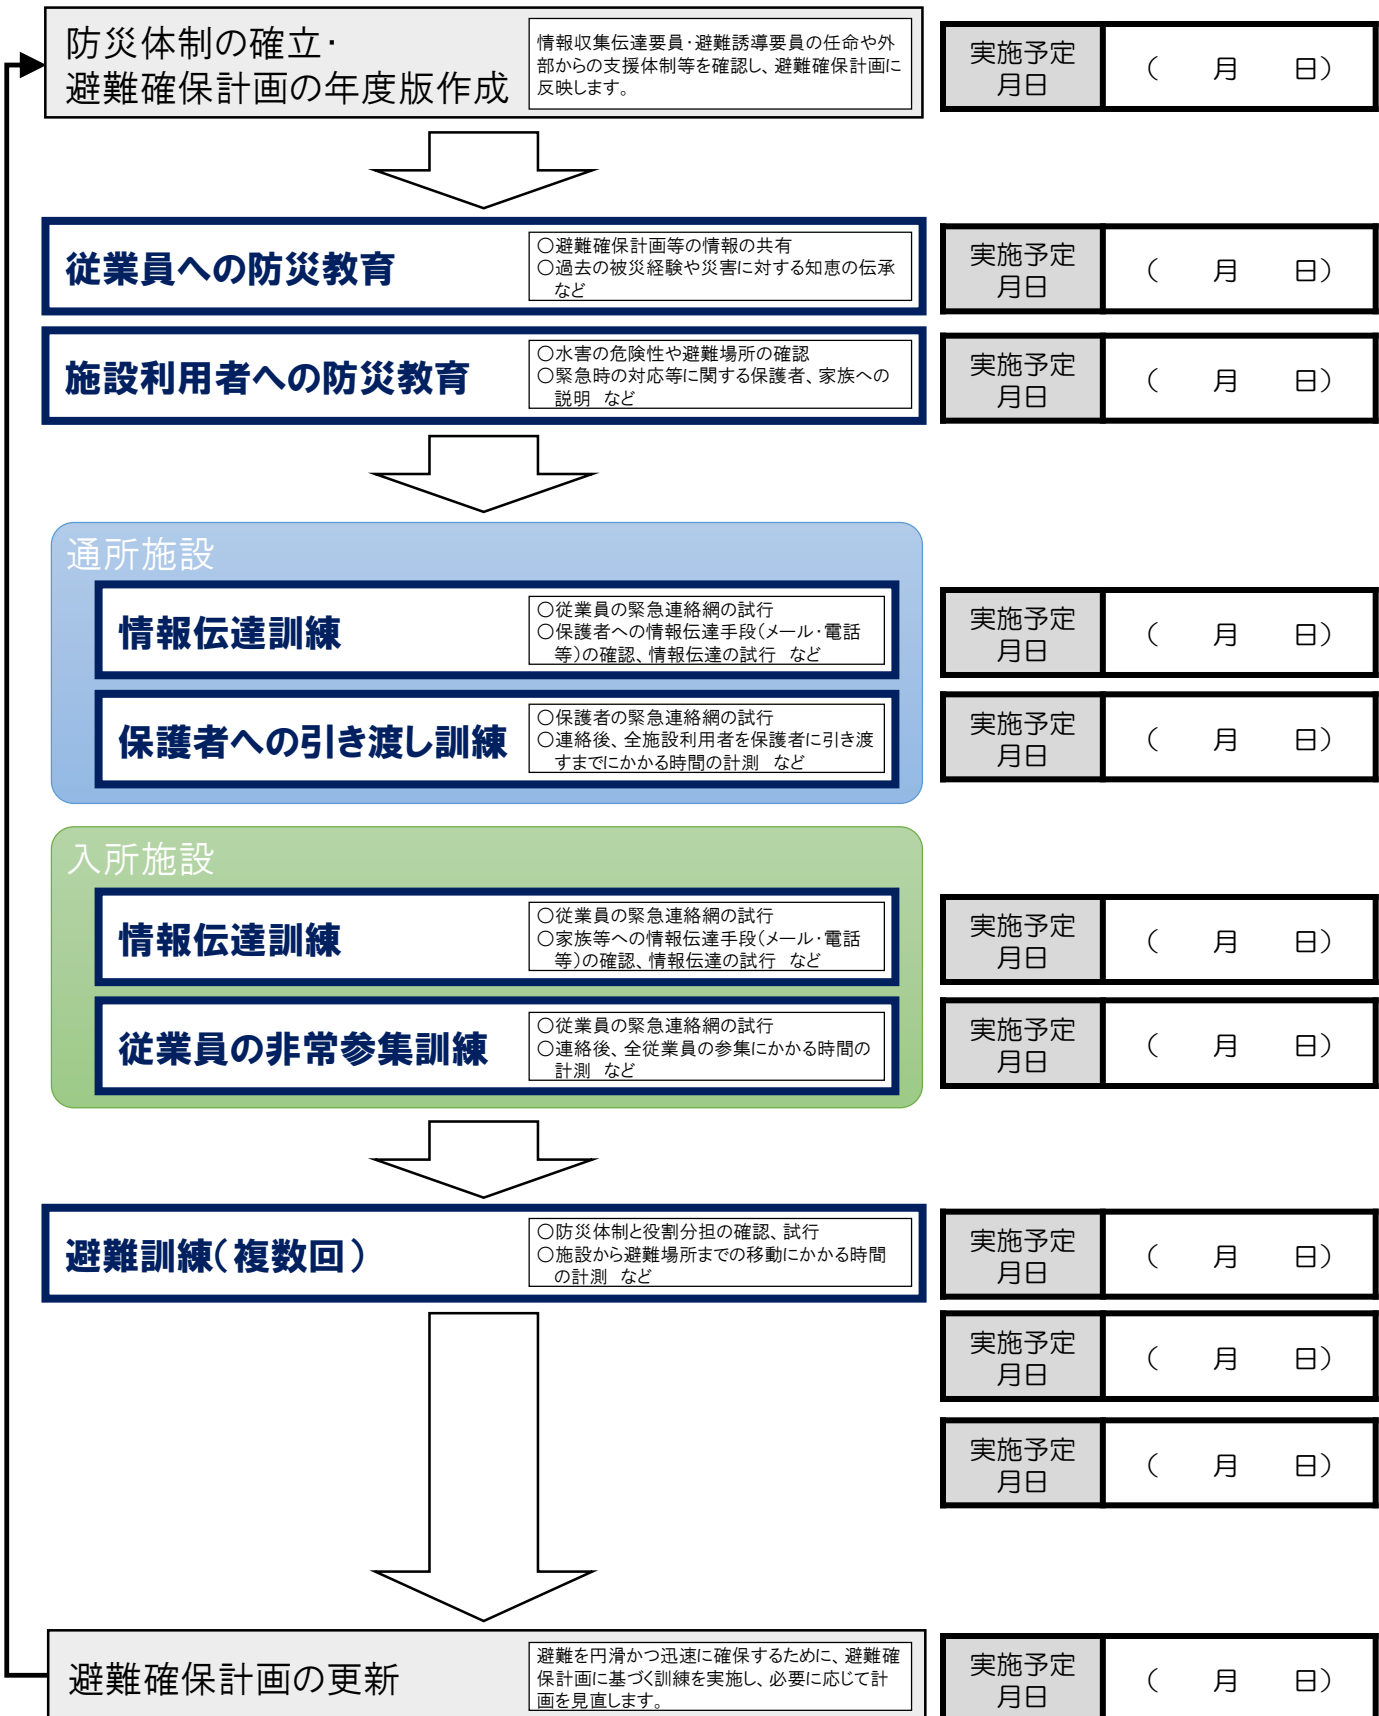 防災体制の確立・
避難確保計画の年度版作成
情報収集伝達要員・避難誘導要員の任命や外
部からの支援体制等を確認し、避難確保計画に
反映します。
実施予定
月日
(　月　日)
従業員への防災教育
○避難確保計画等の情報の共有
○過去の被災経験や災害に対する知恵の伝承
など
実施予定
月日
(　月　日)
施設利用者への防災教育
○水害の危険性や避難場所の確認
○緊急時の対応等に関する保護者、家族への
説明　など
実施予定
月日
(　月　日)
通所施設
情報伝達訓練
○従業員の緊急連絡網の試行
○保護者への情報伝達手段(メール・電話
等)の確認、情報伝達の試行　など
実施予定
月日
(　月　日)
保護者への引き渡し訓練
○保護者の緊急連絡網の試行
○連絡後、全施設利用者を保護者に引き渡
すまでにかかる時間の計測　など
実施予定
月日
(　月　日)
入所施設
情報伝達訓練
○従業員の緊急連絡網の試行
○家族等への情報伝達手段(メール・電話
等)の確認、情報伝達の試行　など
実施予定
月日
(　月　日)
従業員の非常参集訓練
○従業員の緊急連絡網の試行
○連絡後、全従業員の参集にかかる時間の
計測　など
実施予定
月日
(　月　日)
避難訓練(複数回)
○防災体制と役割分担の確認、試行
○施設から避難場所までの移動にかかる時間
の計測　など
実施予定
月日
(　月　日)
実施予定
月日
(　月　日)
実施予定
月日
(　月　日)
避難確保計画の更新
避難を円滑かつ迅速に確保するために、避難確
保計画に基づく訓練を実施し、必要に応じて計
画を見直します。
実施予定
月日
(　月　日)